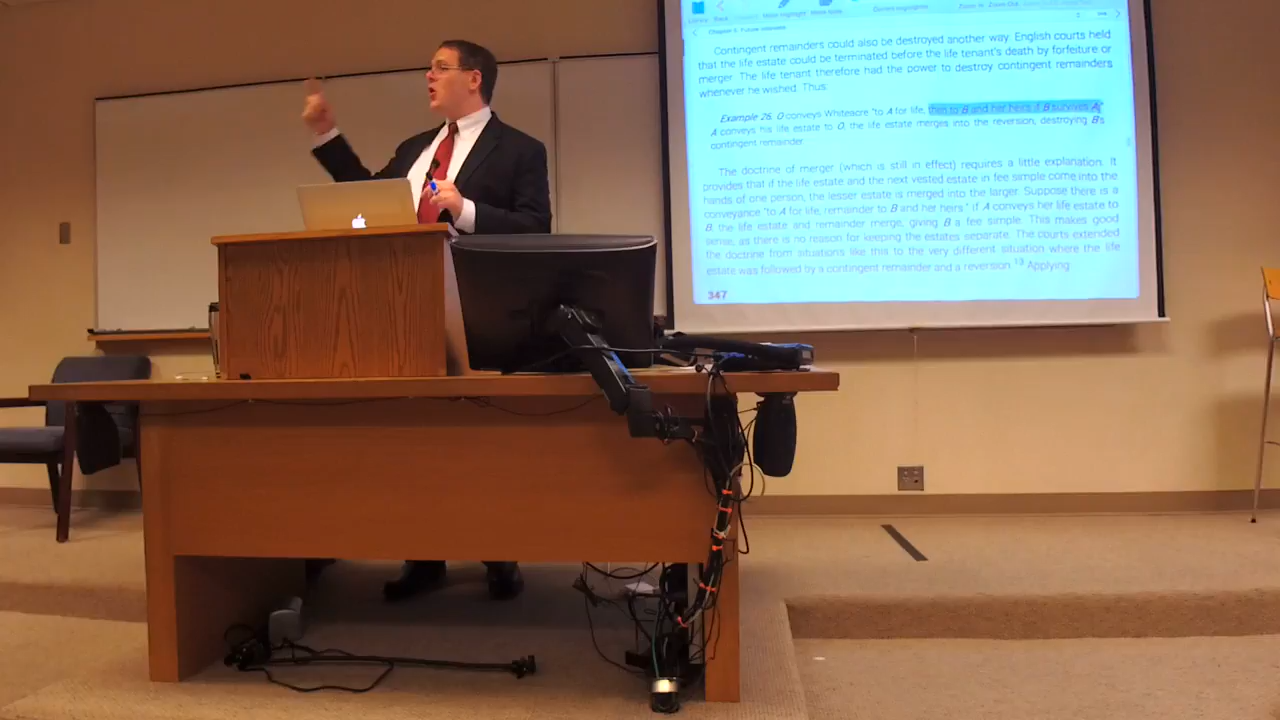 Library Back
Chapter 5. Future Interests
Contingent remainders could also be destroyed another way. English courts held
that the life estate could be terminated before the life tenant's death by forfeiture or
merger. The life tenant therefore had the power to destroy contingent remainders
whenever he wished. Thus:
Example 26. O conveys Whiteacre "to A for life, then to B and her heirs if B survives A."
A conveys his life estate to O; the life estate merges into the reversion, destroying B's
contingent remainder.
The doctrine of merger (which is still in effect) requires a little explanation. It
provides that if the life estate and the next vested estate in fee simple come into the
hands of one person, the lesser estate is merged into the larger. Suppose there is a
conveyance "to A for life, remainder to B and her heirs." If A conveys her life estate to
B, the life estate and remainder merge, giving B a fee simple. This makes good
sense, as there is no reason for keeping the estates separate. The courts extended
the doctrine from situations like this to the very different situation where the life
estate was followed by a contingent remainder and a reversion.13 Applying
347